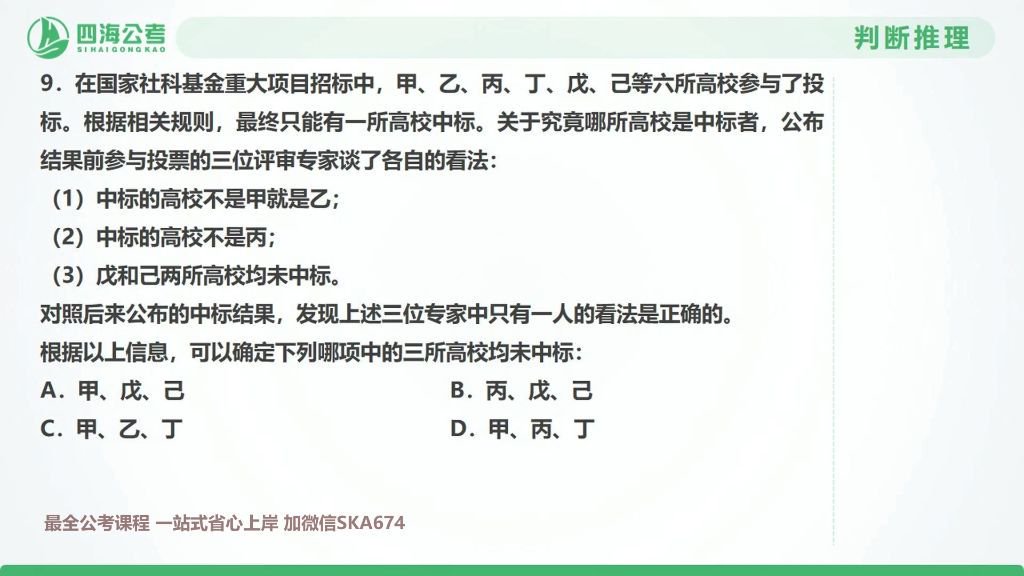 四海公考
SIHAIGONGKAO
判断推理
9．在国家社科基金重大项目招标中，甲、乙、丙、丁、戊、己等六所高校参与了投
标。根据相关规则，最终只能有一所高校中标。关于究竟哪所高校是中标者，公布
结果前参与投票的三位评审专家谈了各自的看法：
（1）中标的高校不是甲就是乙；
（2）中标的高校不是丙；
（3）戊和己两所高校均未中标。
对照后来公布的中标结果，发现上述三位专家中只有一人的看法是正确的。
根据以上信息，可以确定下列哪项中的三所高校均未中标：
A．甲、戊、己 B．丙、戊、己
C．甲、乙、丁 D．甲、丙、丁
最全公考课程 一站式省心上岸 加微信SKA674